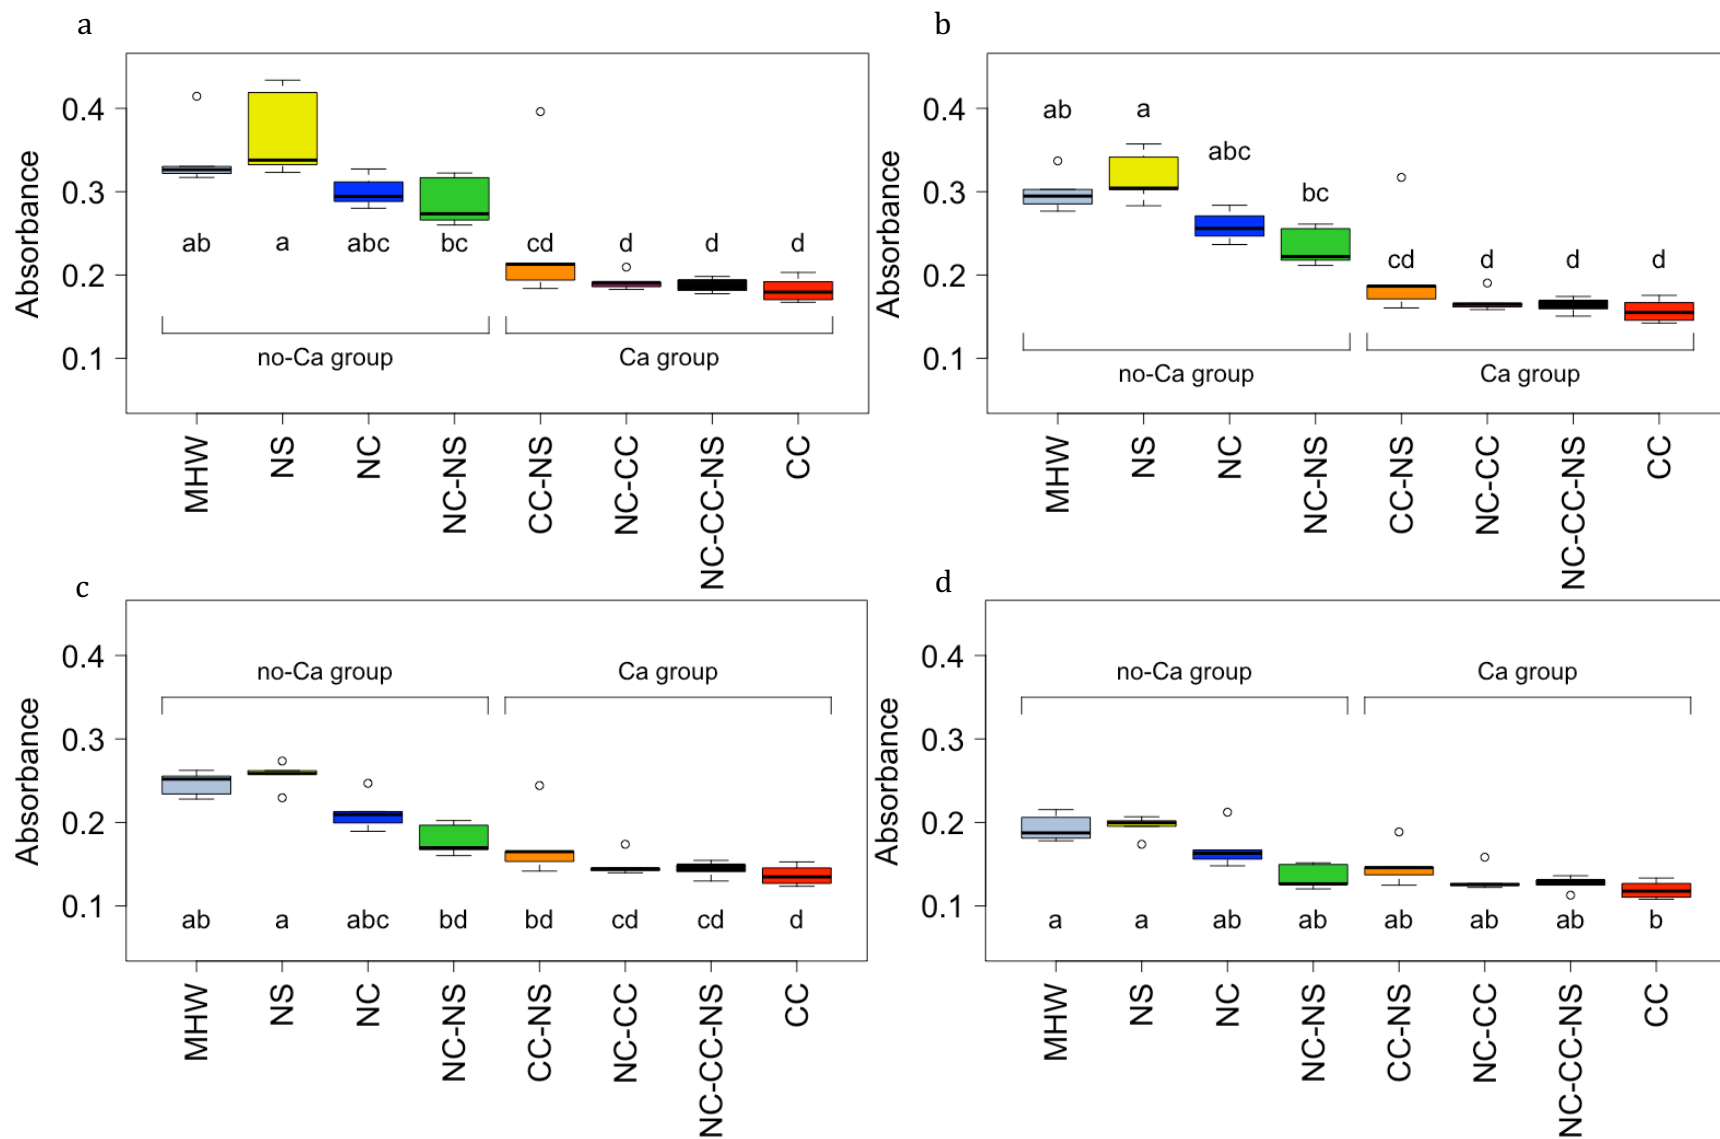 a
Absorbance
0.4
0.3
0.2
0.1
ab a abc bc cd d d d
no-Ca group Ca group
MHW NS NC NC-NS CC-NS NC-CC NC-CC-NS CC
b
Absorbance
0.4
0.3
0.2
0.1
ab a abc bc cd d d d
no-Ca group Ca group
MHW NS NC NC-NS CC-NS NC-CC NC-CC-NS CC
c
Absorbance
0.4
0.3
0.2
0.1
no-Ca group Ca group
ab a abc bd bd cd cd d
MHW NS NC NC-NS CC-NS NC-CC NC-CC-NS CC
d
Absorbance
0.4
0.3
0.2
0.1
no-Ca group Ca group
a a ab ab ab ab ab b
MHW NS NC NC-NS CC-NS NC-CC NC-CC-NS CC